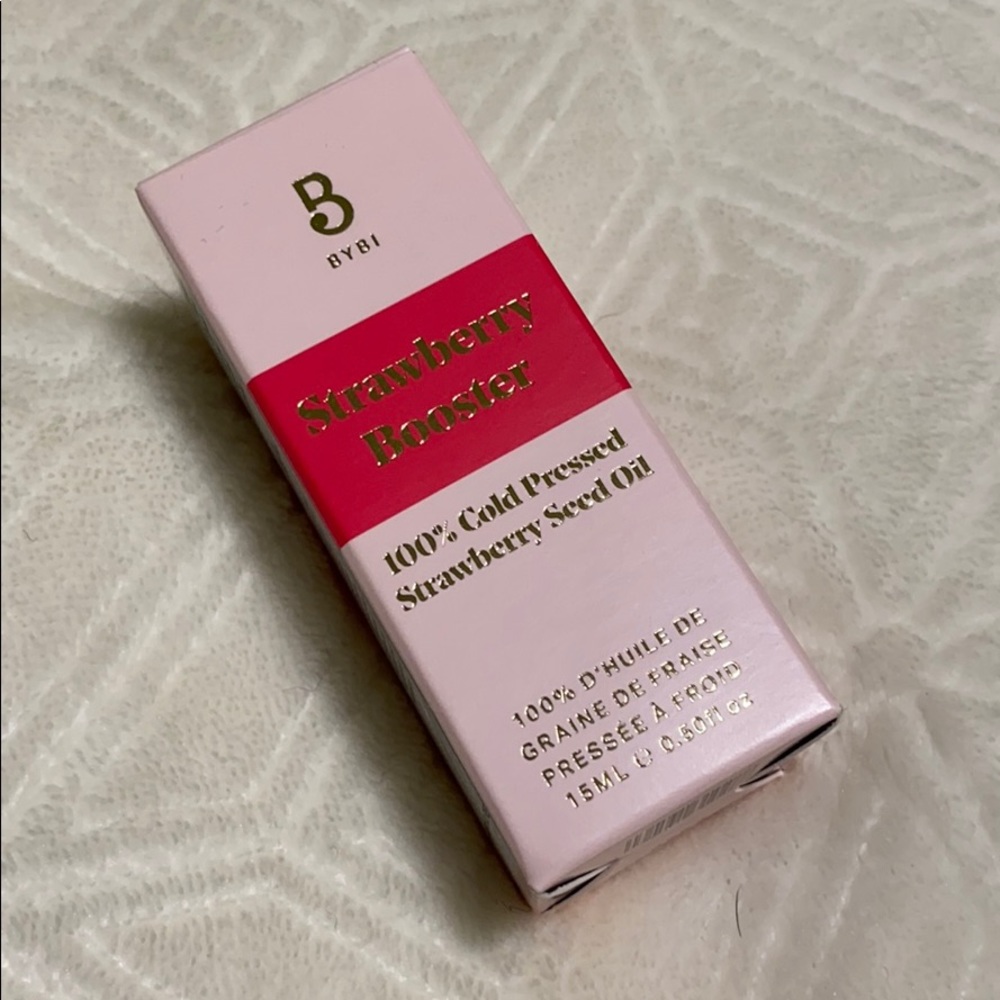 B
BYBI
Strawberry
Booster
100% Cold Pressed
Strawberry Seed Oil
100% D'HUILE DE
GRAINE DE FRAISE
PRESSÉE À FROID
15ML ℮ 0.50fl oz